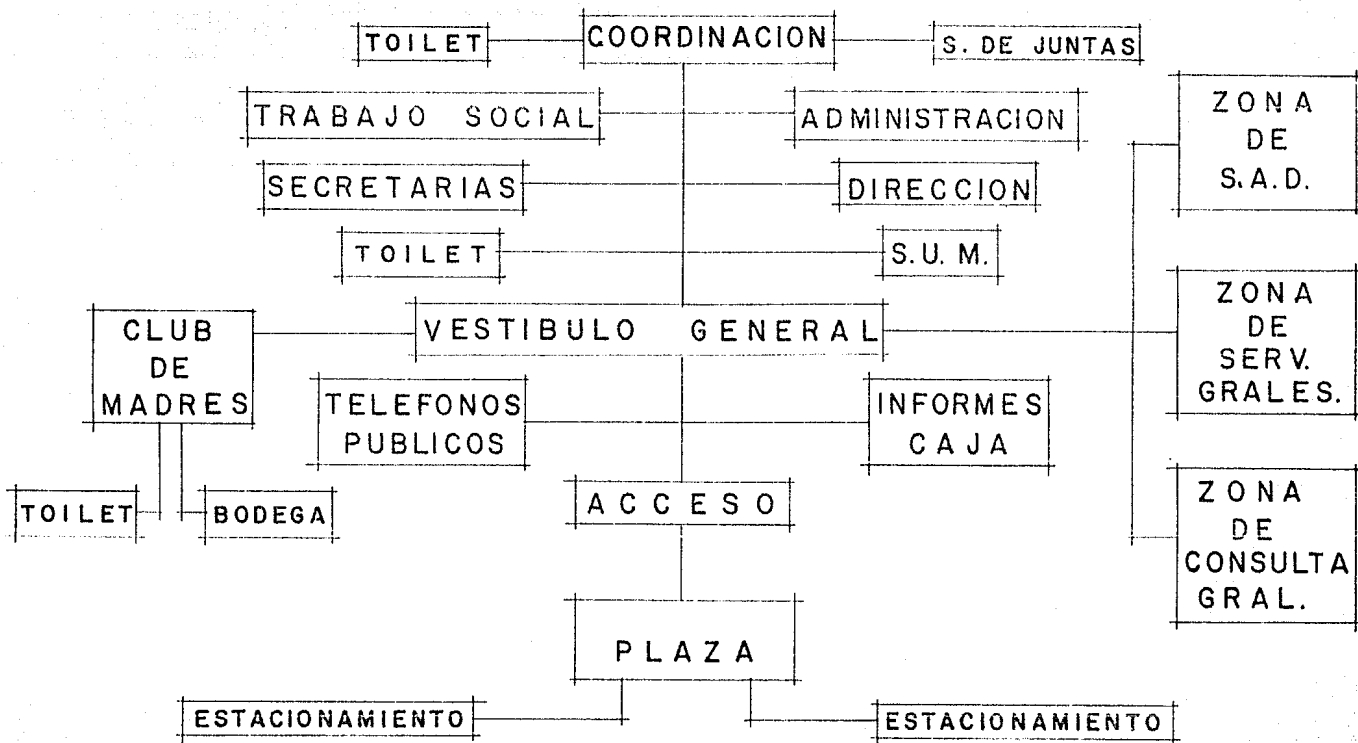 TOILET
COORDINACION
S. DE JUNTAS
TRABAJO SOCIAL
ADMINISTRACION
ZONA
DE
S.A.D.
SECRETARIAS
DIRECCION
TOILET
S.U.M.
CLUB
DE
MADRES
VESTIBULO GENERAL
ZONA
DE
SERV.
GRALES.
TELEFONOS
PUBLICOS
INFORMES
CAJA
TOILET
BODEGA
ACCESO
ZONA
DE
CONSULTA
GRAL.
PLAZA
ESTACIONAMIENTO
ESTACIONAMIENTO